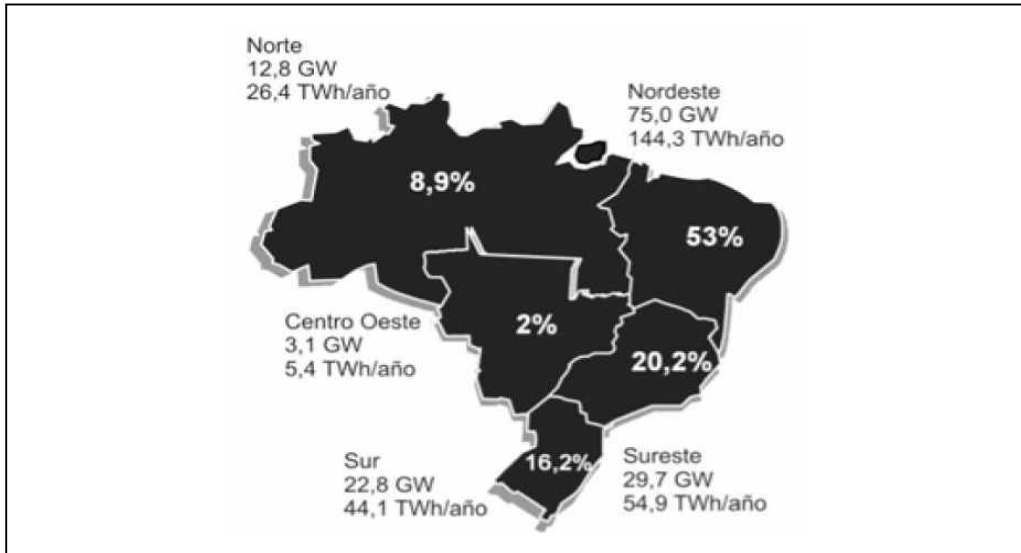 Norte
12,8 GW
26,4 TWh/año
Nordeste
75,0 GW
144,3 TWh/año
8,9%
53%
Centro Oeste
3,1 GW
5,4 TWh/año
2%
20,2%
Sur
22,8 GW
44,1 TWh/año
16,2%
Sureste
29,7 GW
54,9 TWh/año